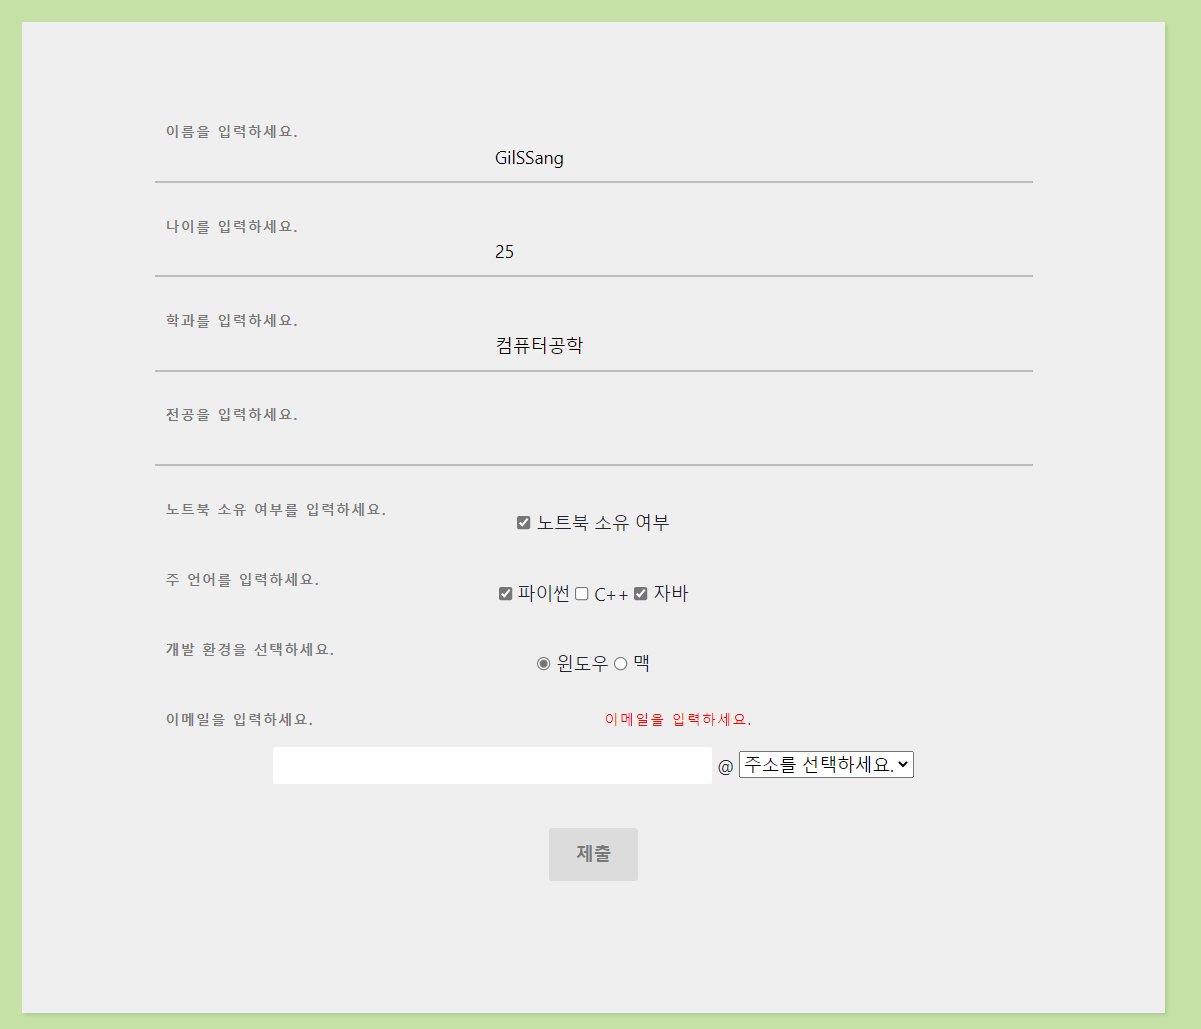 이름을 입력하세요.
GilSSang
나이를 입력하세요.
25
학과를 입력하세요.
컴퓨터공학
전공을 입력하세요.
노트북 소유 여부를 입력하세요.
노트북 소유 여부
주 언어를 입력하세요.
파이썬 C++ 자바
개발 환경을 선택하세요.
윈도우 맥
이메일을 입력하세요. 이메일을 입력하세요.
@ 주소를 선택하세요.
제출